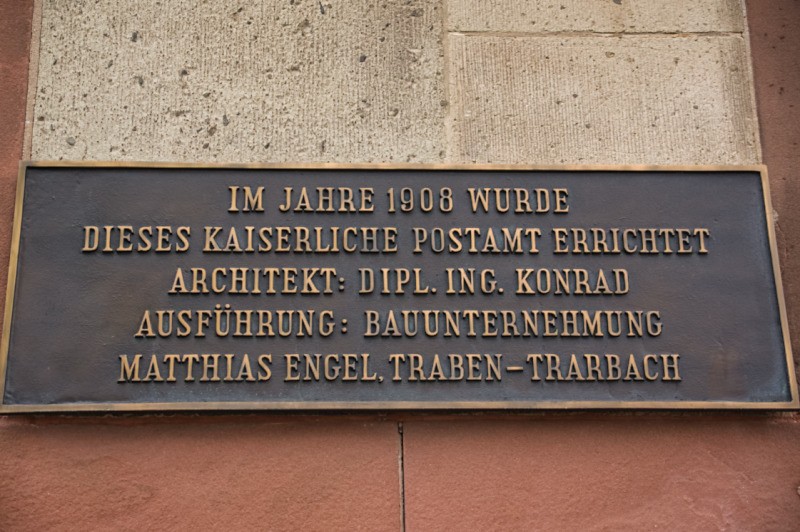 IM JAHRE 1908 WURDE
DIESES KAISERLICHE POSTAMT ERRICHTET
ARCHITEKT: DIPL. ING. KONRAD
AUSFÜHRUNG: BAUUNTERNEHMUNG
MATTHIAS ENGEL, TRABEN-TRARBACH